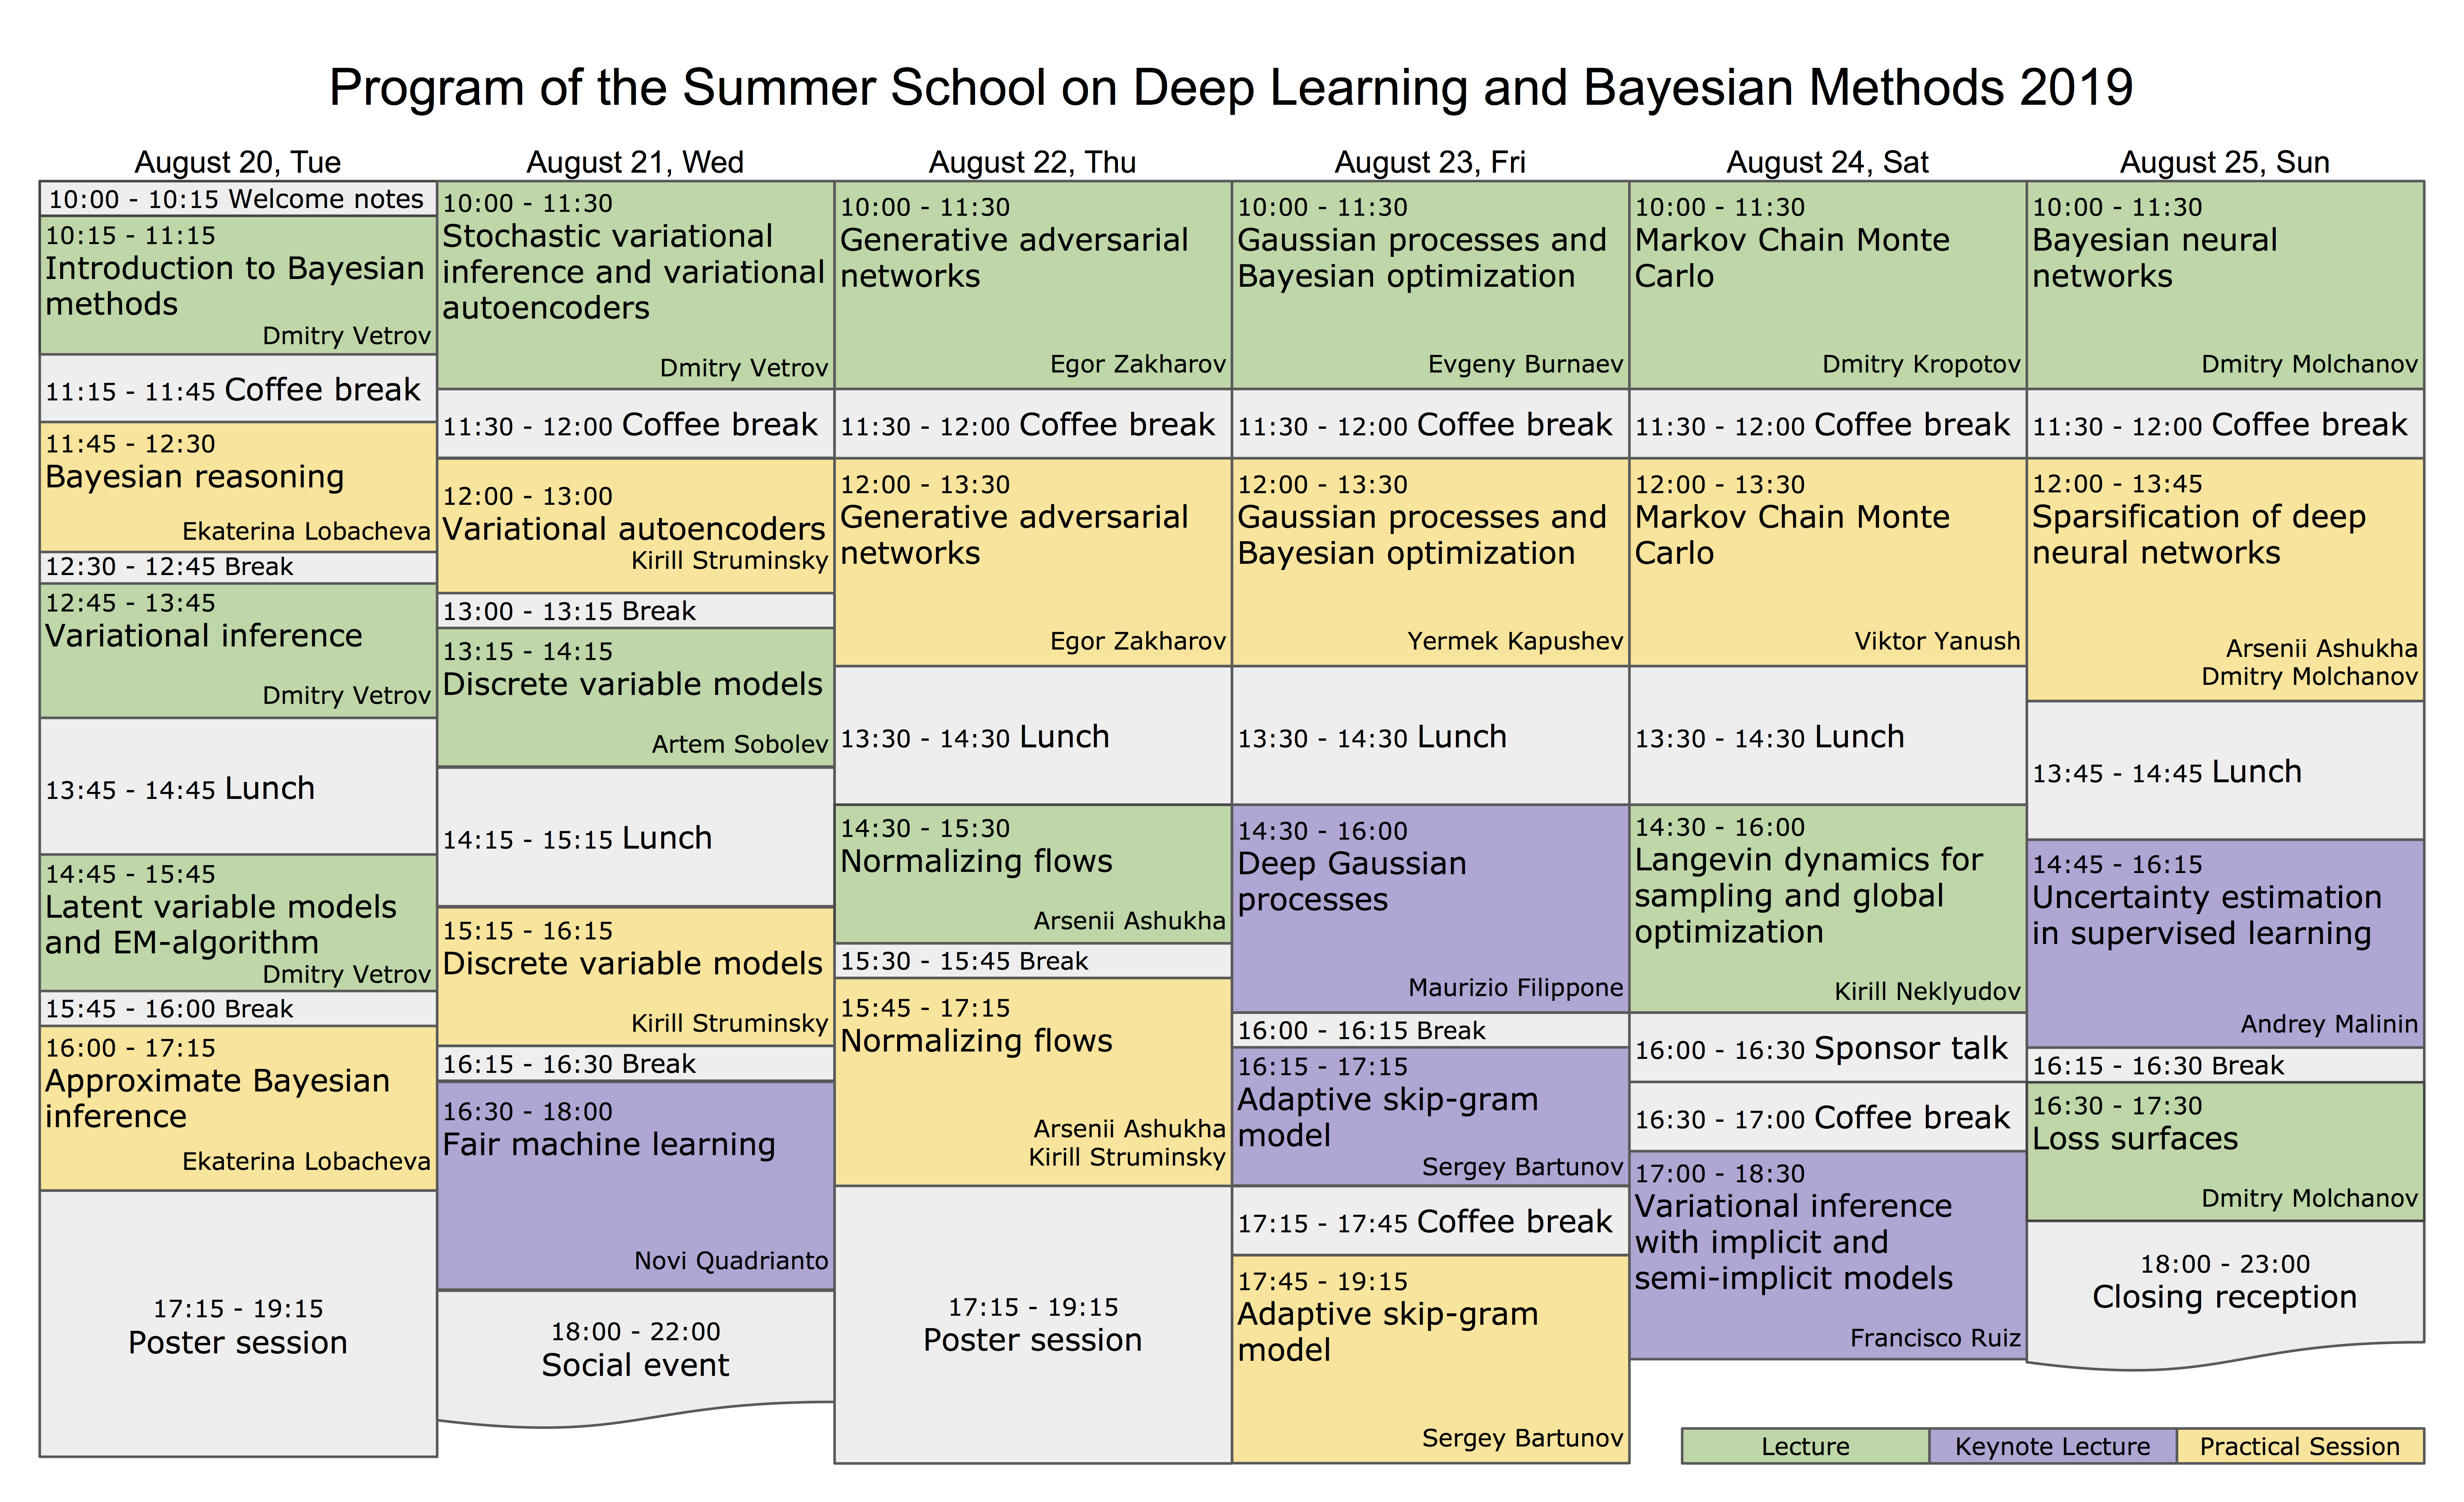 Program of the Summer School on Deep Learning and Bayesian Methods 2019
August 20, Tue
10:00 - 10:15 Welcome notes
10:15 - 11:15
Introduction to Bayesian
methods
Dmitry Vetrov
11:15 - 11:45 Coffee break
11:45 - 12:30
Bayesian reasoning
Ekaterina Lobacheva
12:30 - 12:45 Break
12:45 - 13:45
Variational inference
Dmitry Vetrov
13:45 - 14:45 Lunch
14:45 - 15:45
Latent variable models
and EM-algorithm
Dmitry Vetrov
15:45 - 16:00 Break
16:00 - 17:15
Approximate Bayesian
inference
Ekaterina Lobacheva
17:15 - 19:15
Poster session
August 21, Wed
10:00 - 11:30
Stochastic variational
inference and variational
autoencoders
Dmitry Vetrov
11:30 - 12:00 Coffee break
12:00 - 13:00
Variational autoencoders
Kirill Struminsky
13:00 - 13:15 Break
13:15 - 14:15
Discrete variable models
Artem Sobolev
14:15 - 15:15 Lunch
15:15 - 16:15
Discrete variable models
Kirill Struminsky
16:15 - 16:30 Break
16:30 - 18:00
Fair machine learning
Novi Quadrianto
18:00 - 22:00
Social event
August 22, Thu
10:00 - 11:30
Generative adversarial
networks
Egor Zakharov
11:30 - 12:00 Coffee break
12:00 - 13:30
Generative adversarial
networks
Egor Zakharov
13:30 - 14:30 Lunch
14:30 - 15:30
Normalizing flows
Arsenii Ashukha
15:30 - 15:45 Break
15:45 - 17:15
Normalizing flows
Arsenii Ashukha
Kirill Struminsky
17:15 - 19:15
Poster session
August 23, Fri
10:00 - 11:30
Gaussian processes and
Bayesian optimization
Evgeny Burnaev
11:30 - 12:00 Coffee break
12:00 - 13:30
Gaussian processes and
Bayesian optimization
Yermek Kapushev
13:30 - 14:30 Lunch
14:30 - 16:00
Deep Gaussian
processes
Maurizio Filippone
16:00 - 16:15 Break
16:15 - 17:15
Adaptive skip-gram
model
Sergey Bartunov
17:15 - 17:45 Coffee break
17:45 - 19:15
Adaptive skip-gram
model
Sergey Bartunov
August 24, Sat
10:00 - 11:30
Markov Chain Monte
Carlo
Dmitry Kropotov
11:30 - 12:00 Coffee break
12:00 - 13:30
Markov Chain Monte
Carlo
Viktor Yanush
13:30 - 14:30 Lunch
14:30 - 16:00
Langevin dynamics for
sampling and global
optimization
Kirill Neklyudov
16:00 - 16:30 Sponsor talk
16:30 - 17:00 Coffee break
17:00 - 18:30
Variational inference
with implicit and
semi-implicit models
Francisco Ruiz
August 25, Sun
10:00 - 11:30
Bayesian neural
networks
Dmitry Molchanov
11:30 - 12:00 Coffee break
12:00 - 13:45
Sparsification of deep
neural networks
Arsenii Ashukha
Dmitry Molchanov
13:45 - 14:45 Lunch
14:45 - 16:15
Uncertainty estimation
in supervised learning
Andrey Malinin
16:15 - 16:30 Break
16:30 - 17:30
Loss surfaces
Dmitry Molchanov
18:00 - 23:00
Closing reception
Lecture
Keynote Lecture
Practical Session